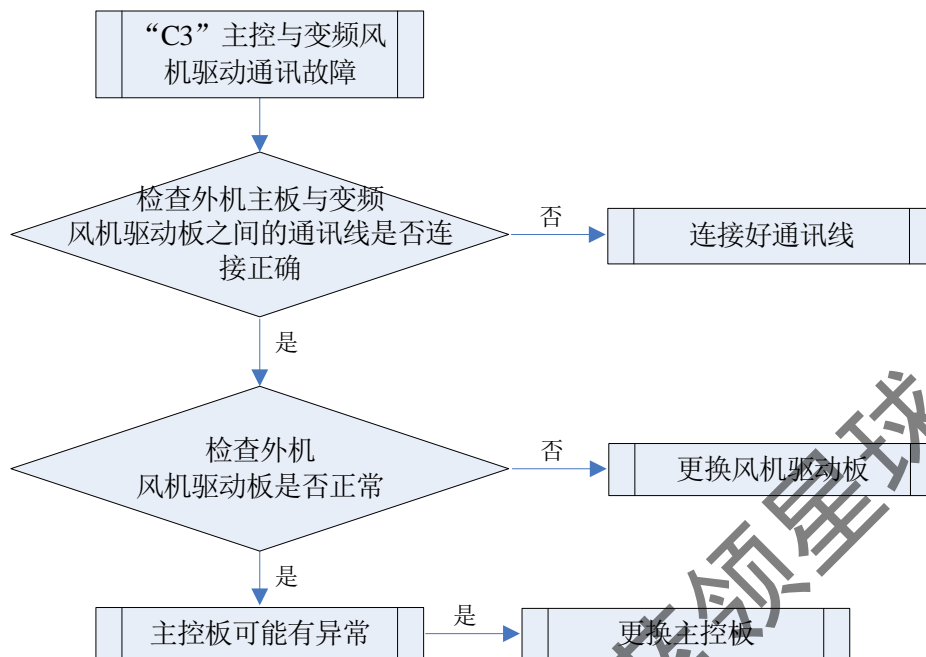 “C3”主控与变频风
机驱动通讯故障
检查外机主板与变频
风机驱动板之间的通讯线是否连
接正确
否
连接好通讯线
是
检查外机
风机驱动板是否正常
否
更换风机驱动板
是
主控板可能有异常
是
更换主控板
领星球